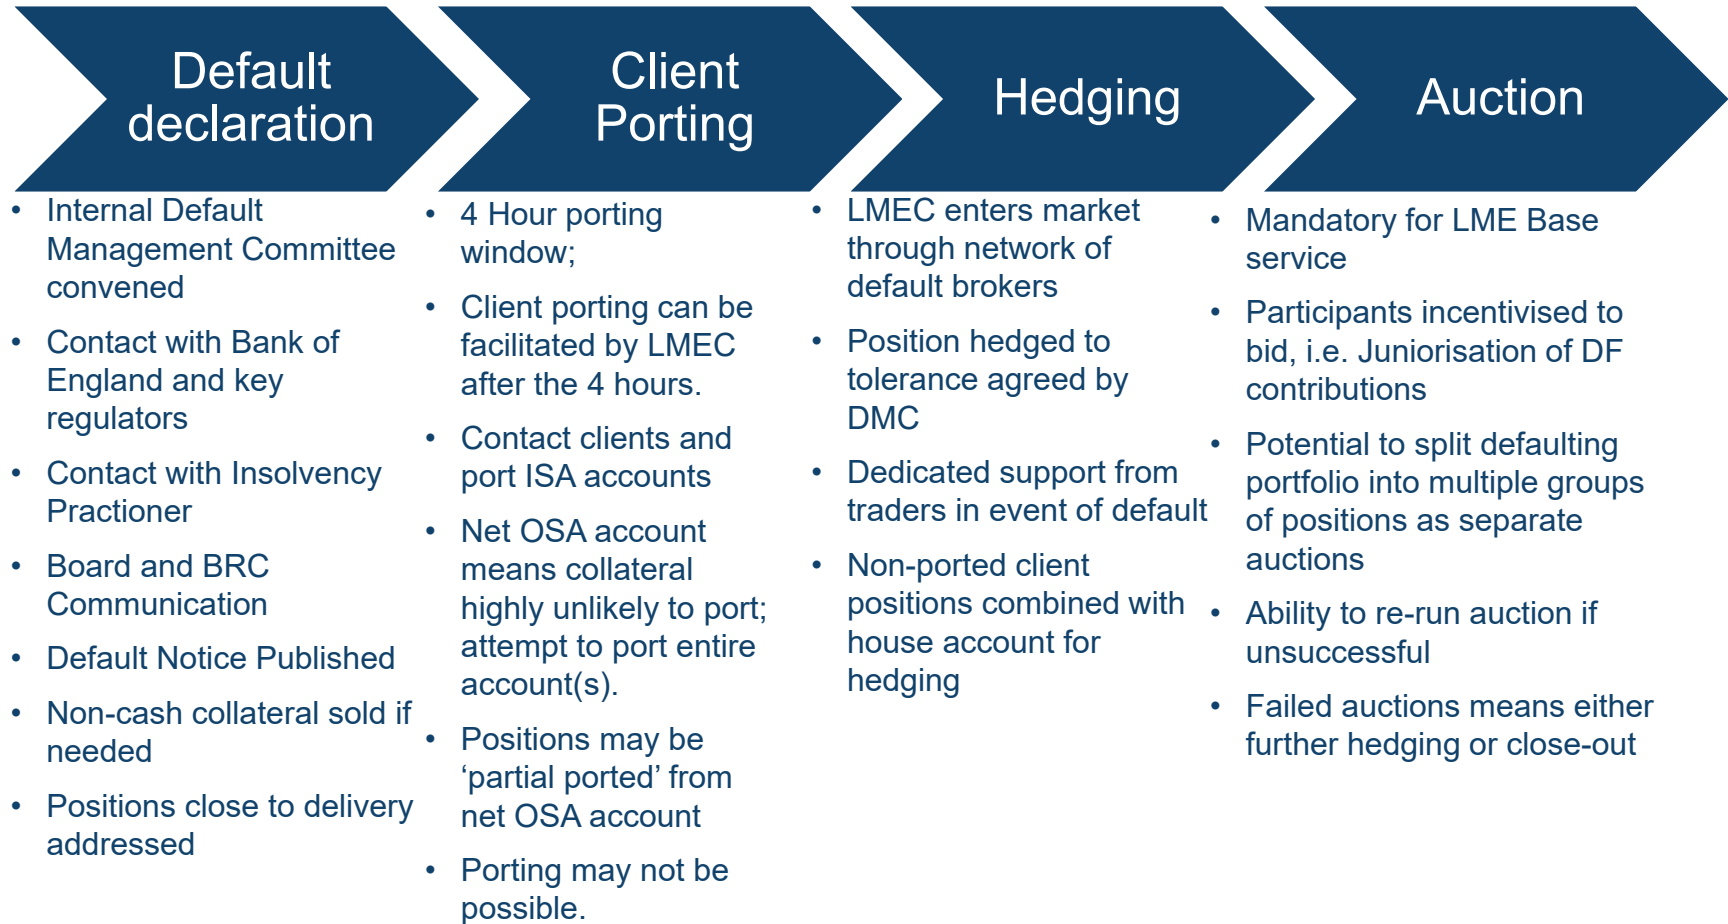 Default
declaration
• Internal Default
Management Committee
convened
• Contact with Bank of
England and key
regulators
• Contact with Insolvency
Practioner
• Board and BRC
Communication
• Default Notice Published
• Non-cash collateral sold if
needed
• Positions close to delivery
addressed
Client
Porting
• 4 Hour porting
window;
• Client porting can be
facilitated by LMEC
after the 4 hours.
• Contact clients and
port ISA accounts
• Net OSA account
means collateral
highly unlikely to port;
attempt to port entire
account(s).
• Positions may be
‘partial ported’ from
net OSA account
• Porting may not be
possible.
Hedging
• LMEC enters market
through network of
default brokers
• Position hedged to
tolerance agreed by
DMC
• Dedicated support from
traders in event of default
• Non-ported client
positions combined with
house account for
hedging
Auction
• Mandatory for LME Base
service
• Participants incentivised to
bid, i.e. Juniorisation of DF
contributions
• Potential to split defaulting
portfolio into multiple groups
of positions as separate
auctions
• Ability to re-run auction if
unsuccessful
• Failed auctions means either
further hedging or close-out